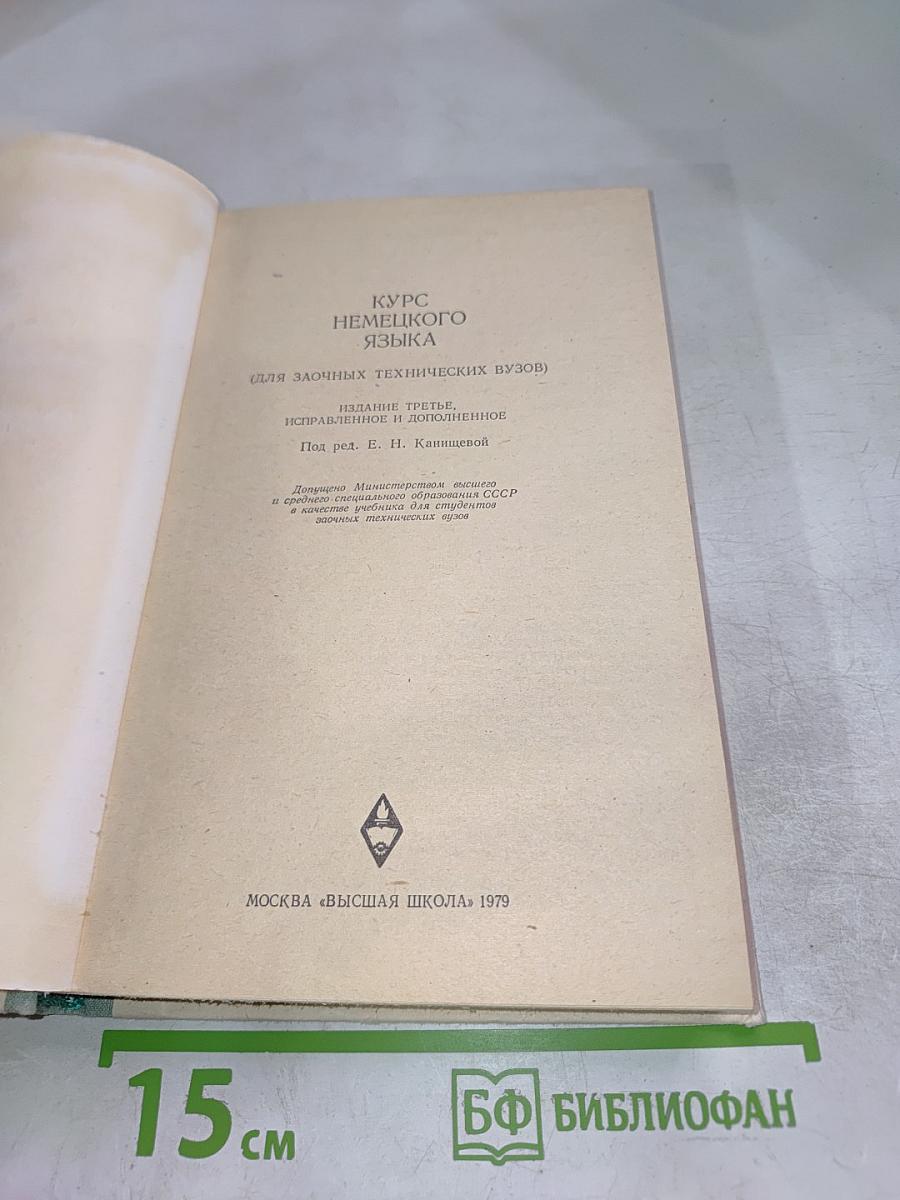 КУРС
НЕМЕЦКОГО
ЯЗЫКА
(ДЛЯ ЗАОЧНЫХ ТЕХНИЧЕСКИХ ВУЗОВ)
ИЗДАНИЕ ТРЕТЬЕ,
ИСПРАВЛЕННОЕ И ДОПОЛНЕННОЕ
Под ред. Е. Н. Канищевой
Допущено Министерством высшего
и среднего специального образования СССР
в качестве учебника для студентов
заочных технических вузов
МОСКВА «ВЫСШАЯ ШКОЛА» 1979
15 см
БФ БИБЛИОФАН